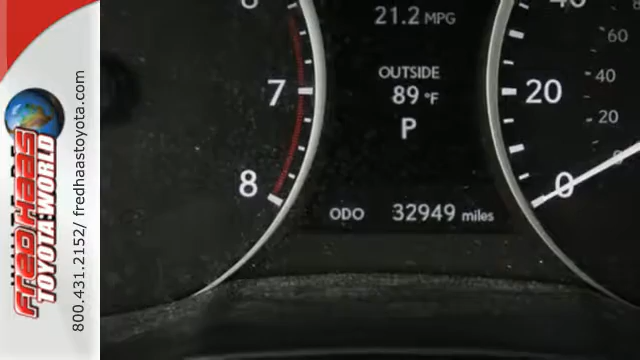 FRED HAAS
TOYOTA WORLD
800.431.2152/ fredhaastoyota.com
21.2 MPG
OUTSIDE
89 °F
P
ODO 32949 miles
7
8
20
0
60
40
20